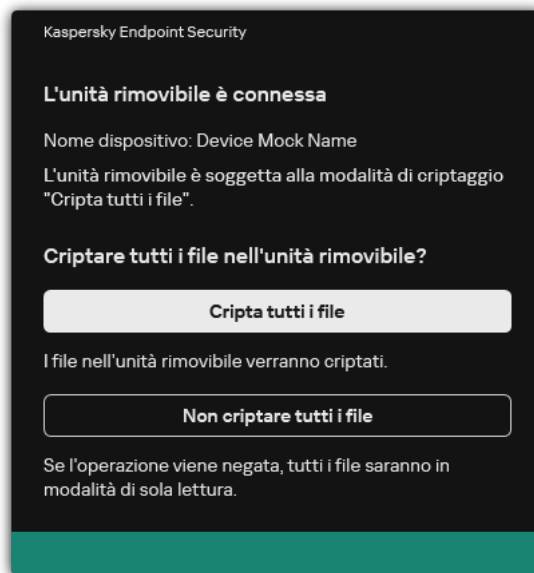 Kaspersky Endpoint Security
L'unità rimovibile è connessa
Nome dispositivo: Device Mock Name
L'unità rimovibile è soggetta alla modalità di criptaggio
"Cripta tutti i file".
Criptare tutti i file nell'unità rimovibile?
Cripta tutti i file
I file nell'unità rimovibile verranno criptati.
Non criptare tutti i file
Se l'operazione viene negata, tutti i file saranno in
modalità di sola lettura.